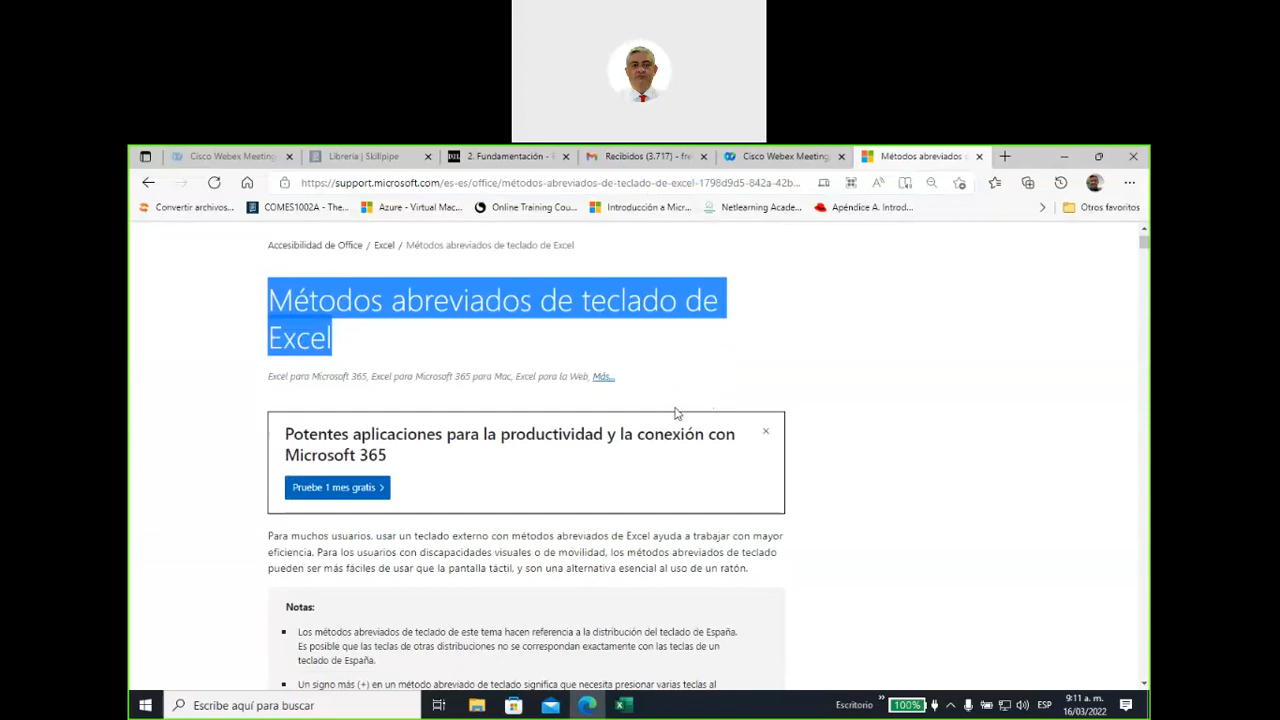 Cisco Webex Meeting
Librería | Skillpipe
2. Fundamentación -
Recibidos (3.717) - fre
Cisco Webex Meeting
Métodos abreviados
https://support.microsoft.com/es-es/office/métodos-abreviados-de-teclado-de-excel-1798d9d5-842a-42b...
Convertir archivos...
COMES1002A - The...
Azure - Virtual Mac...
Online Training Cou...
Introducción a Micr...
Netlearning Acade...
Apéndice A. Introd...
Otros favoritos
Accesibilidad de Office / Excel / Métodos abreviados de teclado de Excel
Métodos abreviados de teclado de
Excel
Excel para Microsoft 365, Excel para Microsoft 365 para Mac, Excel para la Web, Más...
Potentes aplicaciones para la productividad y la conexión con
Microsoft 365
Pruebe 1 mes gratis >
Para muchos usuarios, usar un teclado externo con métodos abreviados de Excel ayuda a trabajar con mayor
eficiencia. Para los usuarios con discapacidades visuales o de movilidad, los métodos abreviados de teclado
pueden ser más fáciles de usar que la pantalla táctil, y son una alternativa esencial al uso de un ratón.
Notas:
Los métodos abreviados de teclado de este tema hacen referencia a la distribución del teclado de España.
Es posible que las teclas de otras distribuciones no se correspondan exactamente con las teclas de un
teclado de España.
Un signo más (+) en un método abreviado de teclado significa que necesita presionar varias teclas al
Escribe aquí para buscar
Escritorio
100%
ESP
9:11 a. m.
16/03/2022